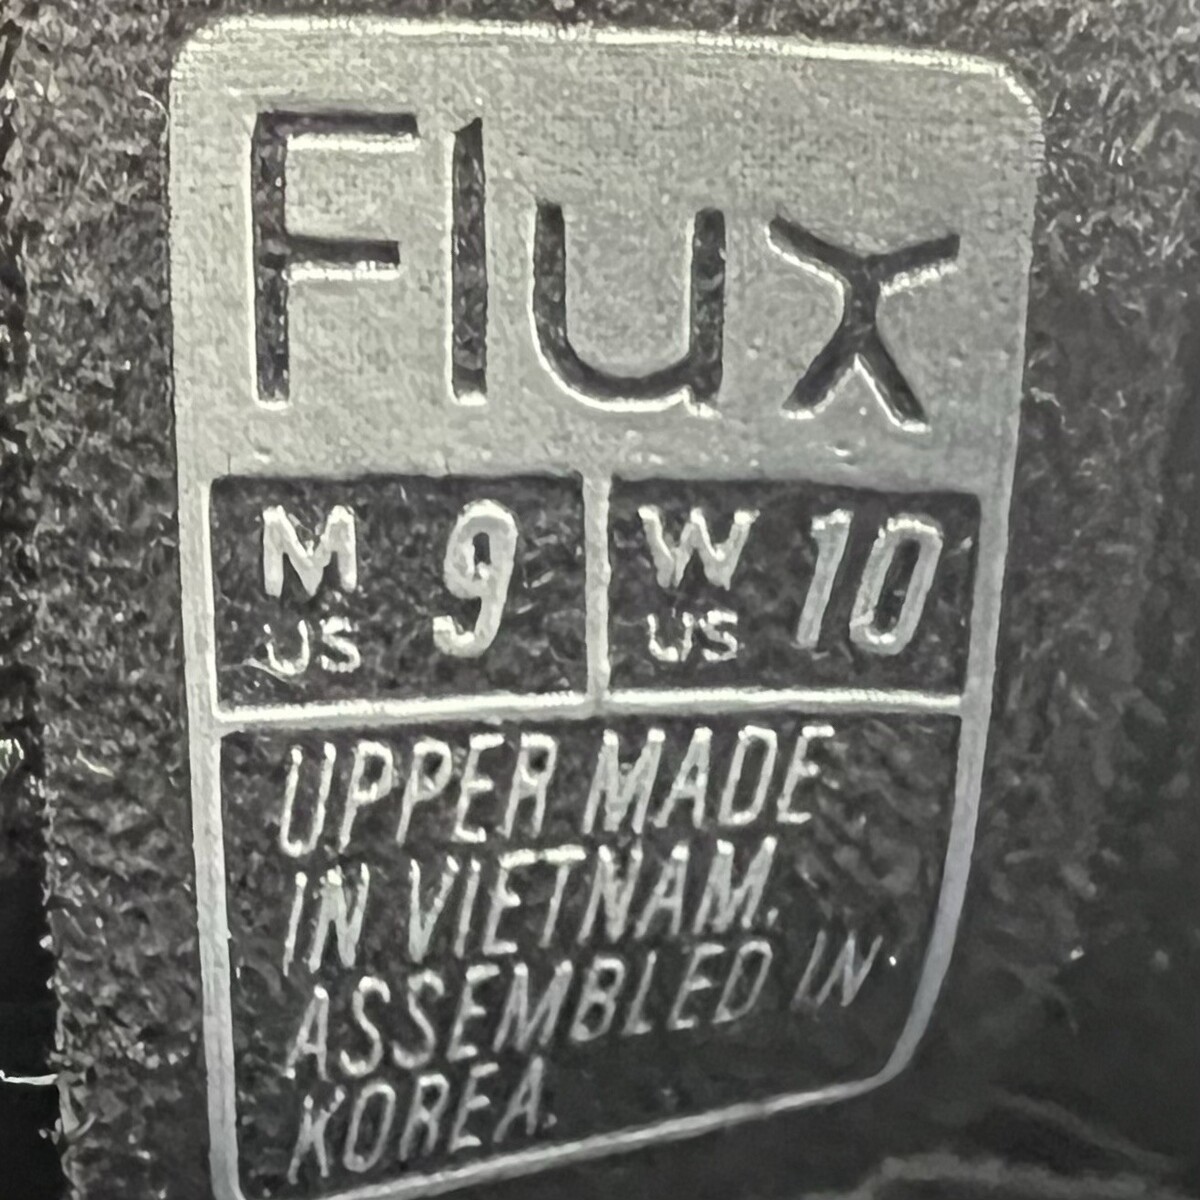 Flux
M US 9 W US 10
UPPER MADE
IN VIETNAM.
ASSEMBLED IN
KOREA.